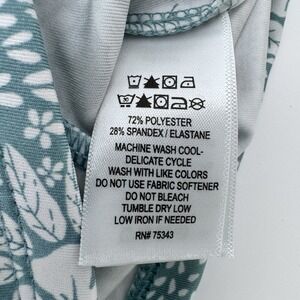 72% POLYESTER
28% SPANDEX / ELASTANE
MACHINE WASH COOL-
DELICATE CYCLE
WASH WITH LIKE COLORS
DO NOT USE FABRIC SOFTENER
DO NOT BLEACH
TUMBLE DRY LOW
LOW IRON IF NEEDED
RN# 75343